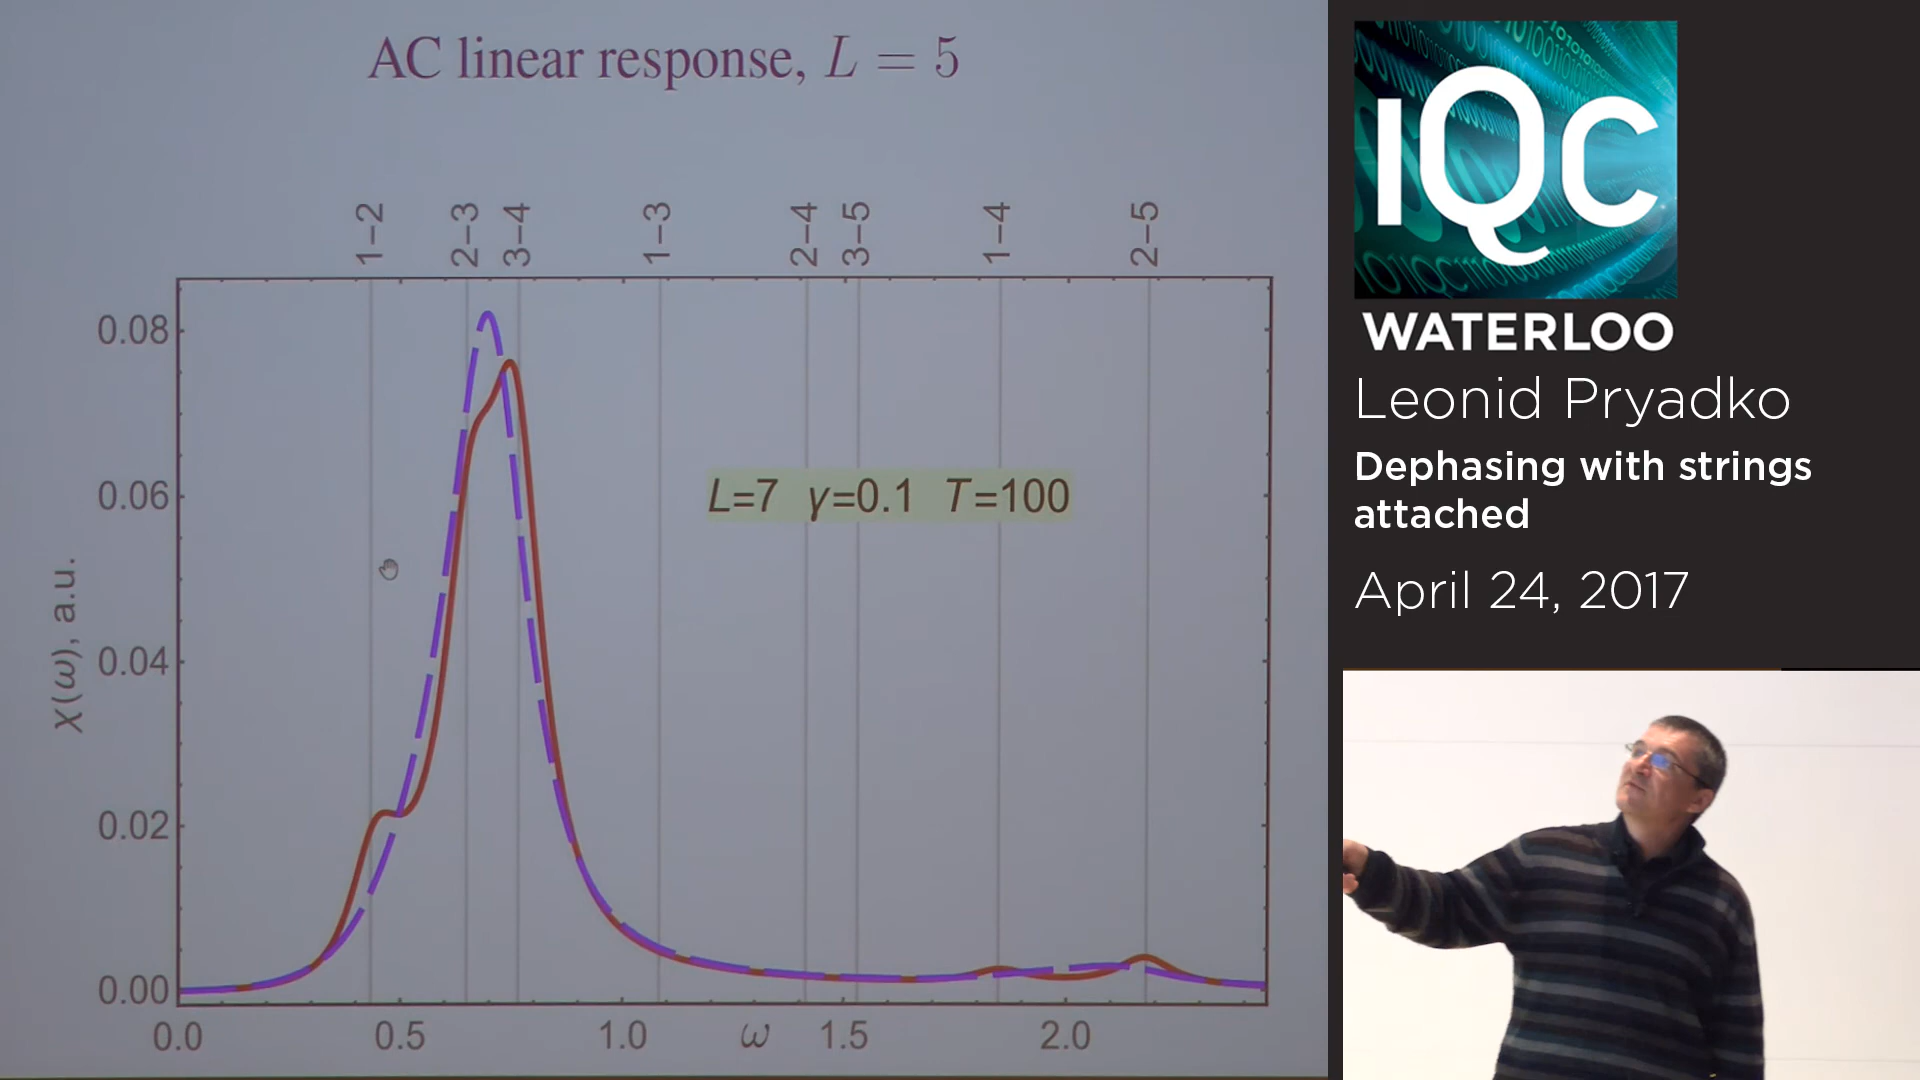 AC linear response, L = 5
1–2
2–3
3–4
1–3
2–4
3–5
1–4
2–5
0.08
0.06
0.04
0.02
0.00
χ(ω), a.u.
L=7 γ=0.1 T=100
0.0
0.5
1.0
ω
1.5
2.0
IQC
WATERLOO
Leonid Pryadko
Dephasing with strings
attached
April 24, 2017